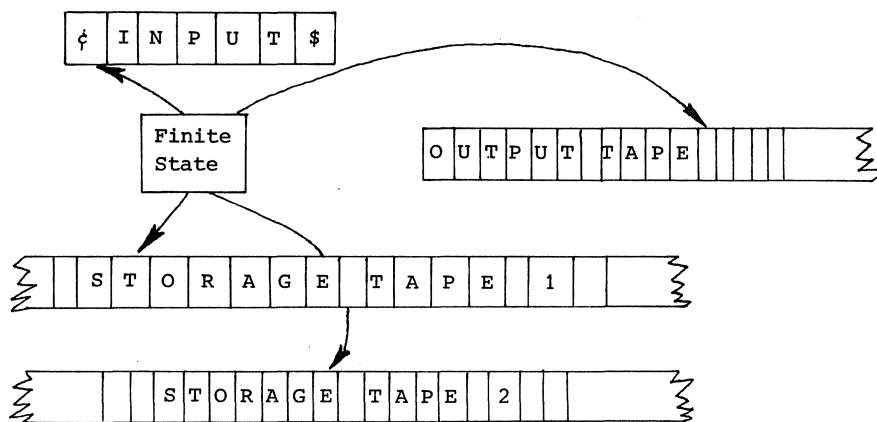 ¢ I N P U T $
Finite
State
O U T P U T T A P E
S T O R A G E T A P E 1
S T O R A G E T A P E 2